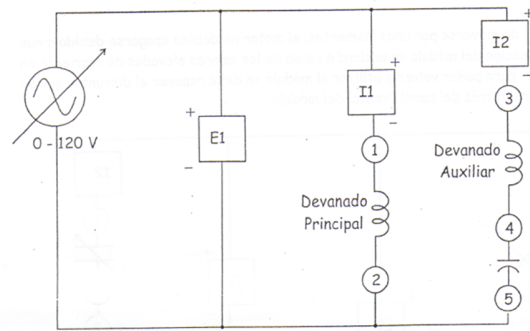 +
I2
−
+
I1
−
3
0 - 120 V
+
E1
−
1
Devanado
Auxiliar
Devanado
Principal
4
2
5